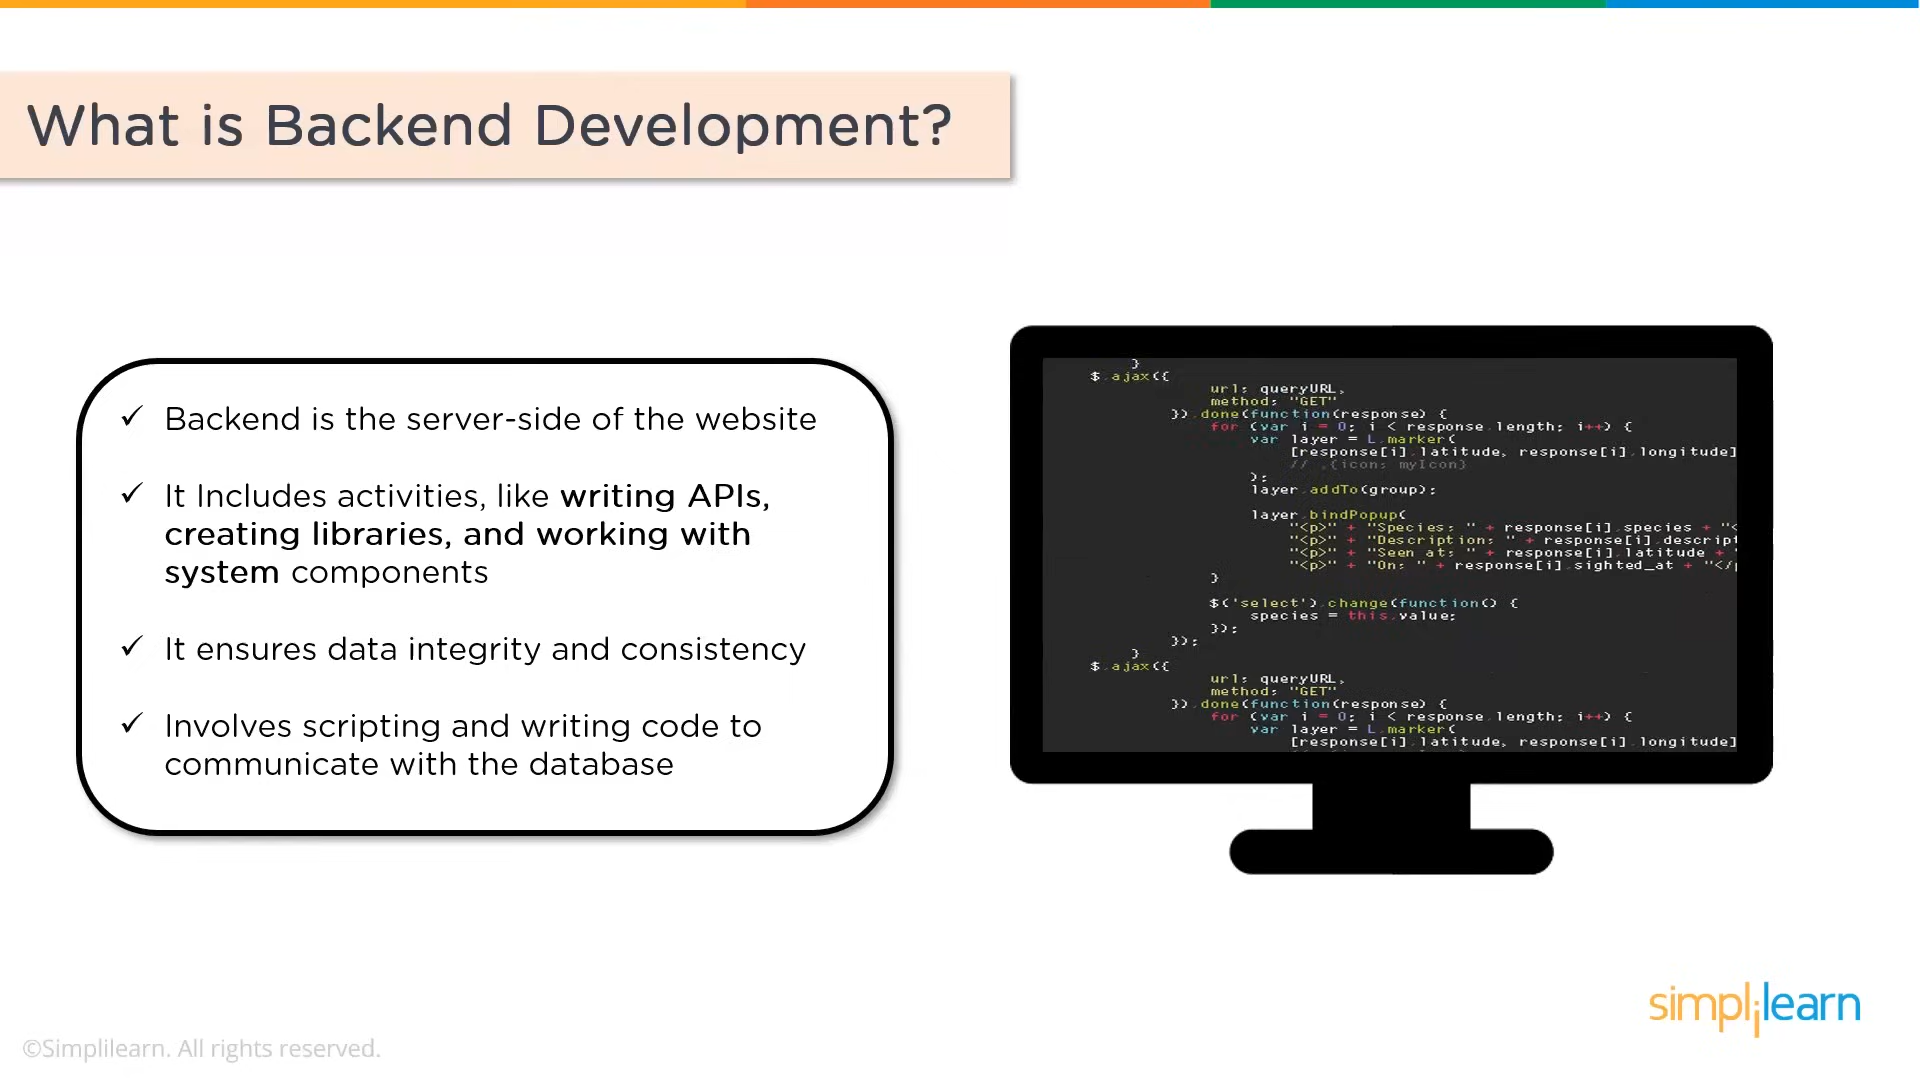 What is Backend Development?
✓ Backend is the server-side of the website
✓ It Includes activities, like writing APIs,
creating libraries, and working with
system components
✓ It ensures data integrity and consistency
✓ Involves scripting and writing code to
communicate with the database
}
$.ajax({
url: queryURL,
method: "GET"
}).done(function(response) {
for (var i = 0; i < response.length; i++) {
var layer = L.marker(
[response[i].latitude, response[i].longitude]
// ,{icon: myIcon}
);
layer.addTo(group);
layer.bindPopup(
"<p>" + "Species: " + response[i].species + "<
"<p>" + "Description: " + response[i].descript
"<p>" + "Seen at: " + response[i].latitude + "
"<p>" + "On: " + response[i].sighted_at + "</p
}
$('select').change(function() {
species = this.value;
});
});
}
$.ajax({
url: queryURL,
method: "GET"
}).done(function(response) {
for (var i = 0; i < response.length; i++) {
var layer = L.marker(
[response[i].latitude, response[i].longitude]
simplilearn
©Simplilearn. All rights reserved.